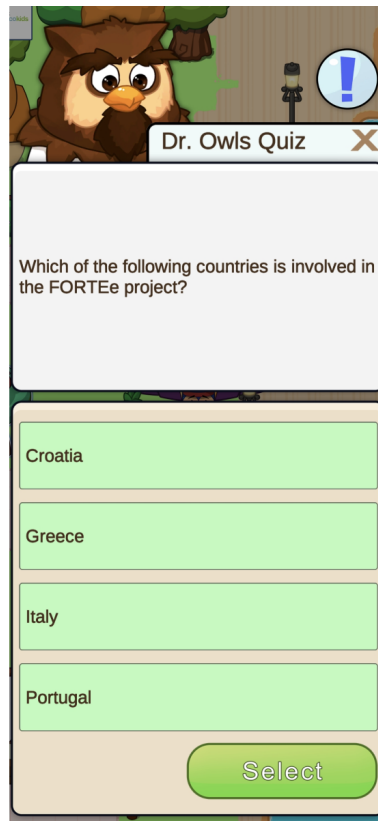 Dr. Owls Quiz
X
Which of the following countries is involved in
the FORTEe project?
Croatia
Greece
Italy
Portugal
Select